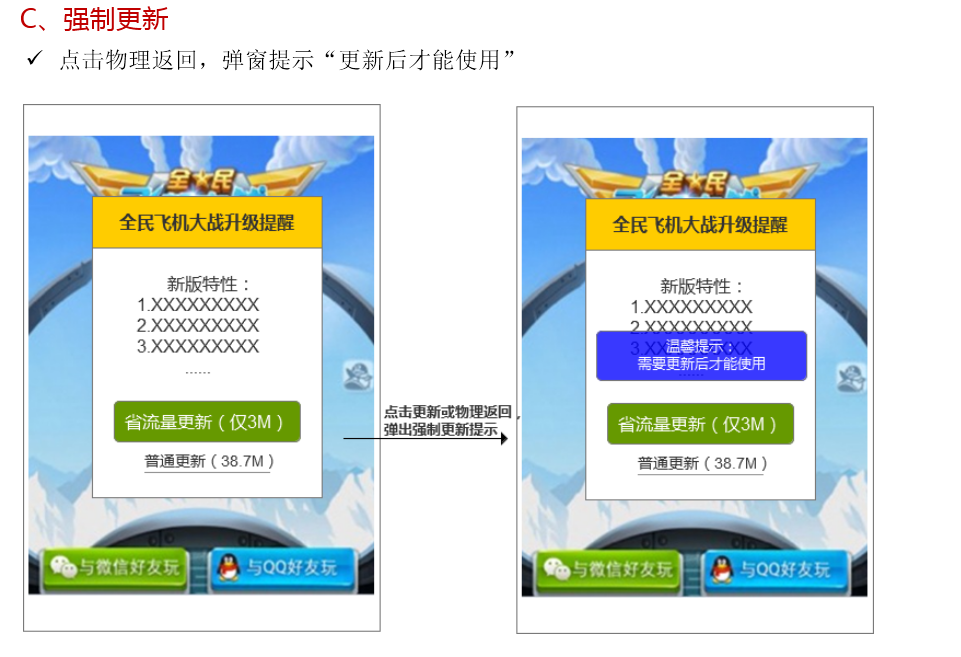 C、强制更新
✓ 点击物理返回，弹窗提示“更新后才能使用”
全民
全民飞机大战升级提醒
新版特性：
1.XXXXXXXXX
2.XXXXXXXXX
3.XXXXXXXXX
......
省流量更新（仅3M）
普通更新（38.7M）
与微信好友玩
与QQ好友玩
点击更新或物理返回，
弹出强制更新提示
全民
全民飞机大战升级提醒
新版特性：
1.XXXXXXXXX
2.XXXXXXXXX
3.XXXXXXXXX
温馨提示：
需要更新后才能使用
......
省流量更新（仅3M）
普通更新（38.7M）
与微信好友玩
与QQ好友玩